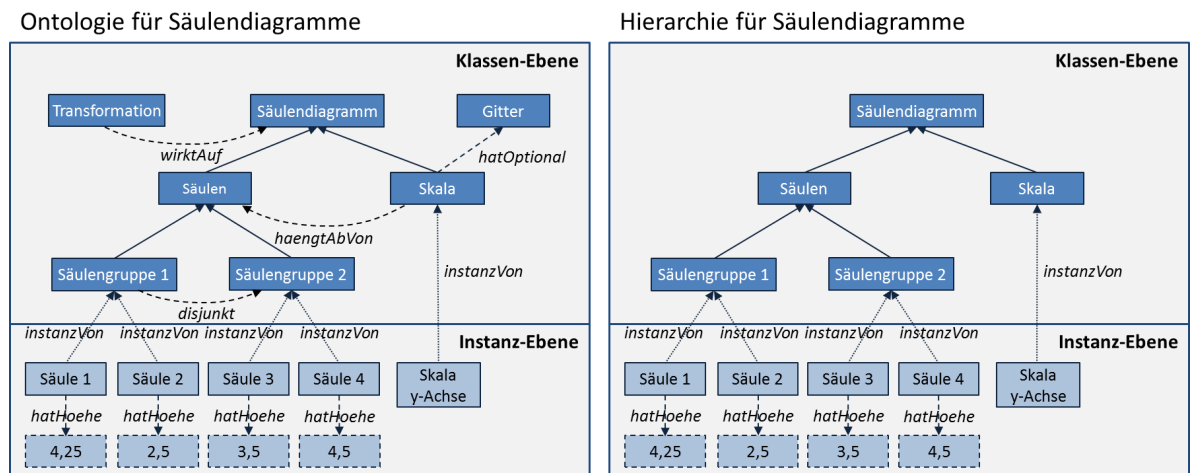 Ontologie für Säulendiagramme
Klassen-Ebene
Transformation
Säulendiagramm
Gitter
wirktAuf
hatOptional
Säulen
Skala
haengtAbVon
Säulengruppe 1
Säulengruppe 2
instanzVon
disjunkt
instanzVon
instanzVon
instanzVon
instanzVon
Instanz-Ebene
Säule 1
Säule 2
Säule 3
Säule 4
Skala
y-Achse
hatHoehe
hatHoehe
hatHoehe
hatHoehe
4,25
2,5
3,5
4,5
Hierarchie für Säulendiagramme
Klassen-Ebene
Säulendiagramm
Säulen
Skala
Säulengruppe 1
Säulengruppe 2
instanzVon
instanzVon
instanzVon
instanzVon
instanzVon
Instanz-Ebene
Säule 1
Säule 2
Säule 3
Säule 4
Skala
y-Achse
hatHoehe
hatHoehe
hatHoehe
hatHoehe
4,25
2,5
3,5
4,5